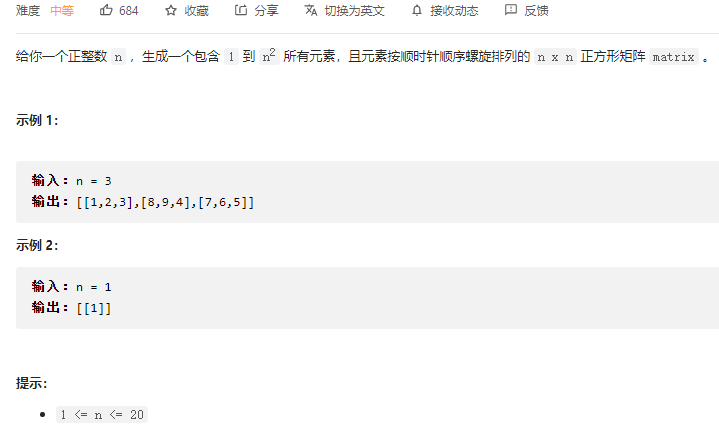 难度 中等 684 收藏 分享 切换为英文 接收动态 反馈
给你一个正整数 n ，生成一个包含 1 到 n² 所有元素，且元素按顺时针顺序螺旋排列的 n x n 正方形矩阵 matrix 。
示例 1：
输入：n = 3
输出：[[1,2,3],[8,9,4],[7,6,5]]
示例 2：
输入：n = 1
输出：[[1]]
提示：
1 <= n <= 20